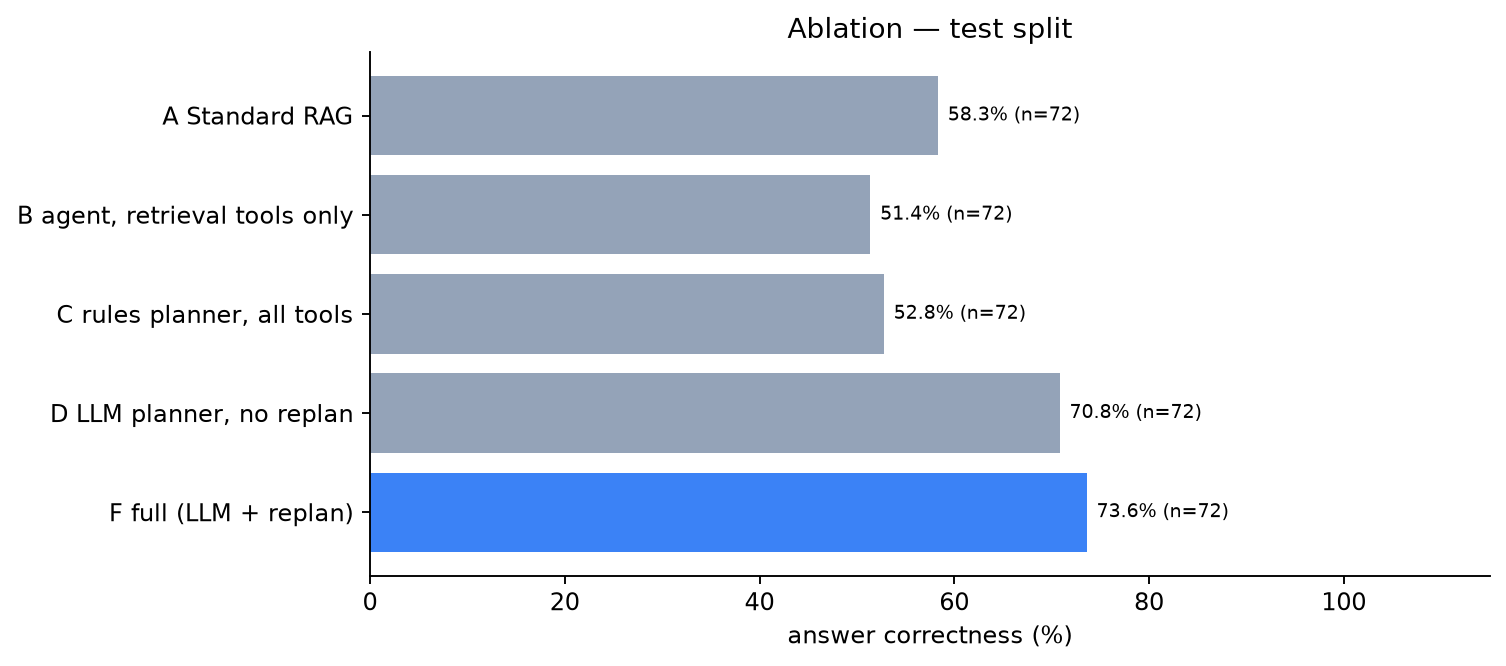 Ablation — test split
A Standard RAG
58.3% (n=72)
B agent, retrieval tools only
51.4% (n=72)
C rules planner, all tools
52.8% (n=72)
D LLM planner, no replan
70.8% (n=72)
F full (LLM + replan)
73.6% (n=72)
0 20 40 60 80 100
answer correctness (%)